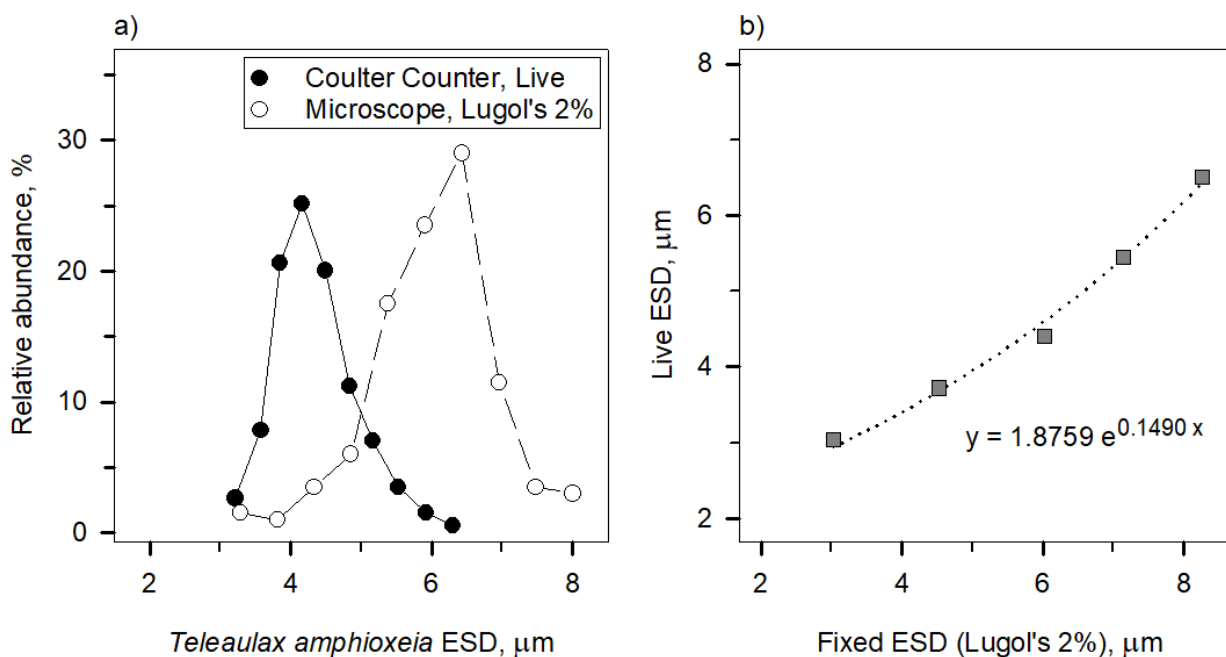 a)
Coulter Counter, Live
Microscope, Lugol's 2%
Relative abundance, %
30
20
10
0
2 4 6 8
Teleaulax amphioxeia ESD, μm
b)
Live ESD, μm
8
6
4
2
y = 1.8759 e^0.1490 x
2 4 6 8
Fixed ESD (Lugol's 2%), μm